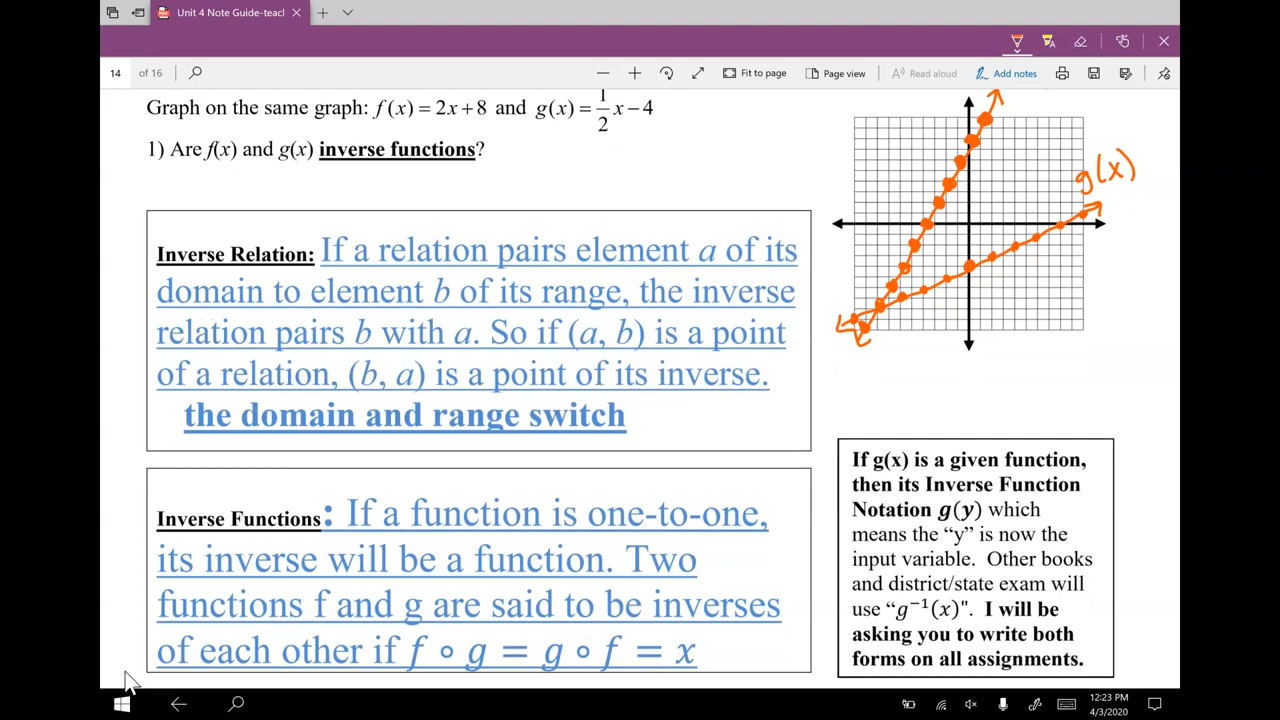 Unit 4 Note Guide-teacl
14 of 16
Fit to page
Page view
Read aloud
Add notes
Graph on the same graph: f(x) = 2x + 8 and g(x) = 1/2 x − 4
1) Are f(x) and g(x) inverse functions?
g(x)
Inverse Relation: If a relation pairs element a of its
domain to element b of its range, the inverse
relation pairs b with a. So if (a, b) is a point
of a relation, (b, a) is a point of its inverse.
the domain and range switch
Inverse Functions: If a function is one-to-one,
its inverse will be a function. Two
functions f and g are said to be inverses
of each other if f ∘ g = g ∘ f = x
If g(x) is a given function,
then its Inverse Function
Notation g(y) which
means the “y” is now the
input variable. Other books
and district/state exam will
use “g⁻¹(x)". I will be
asking you to write both
forms on all assignments.
12:23 PM
4/3/2020